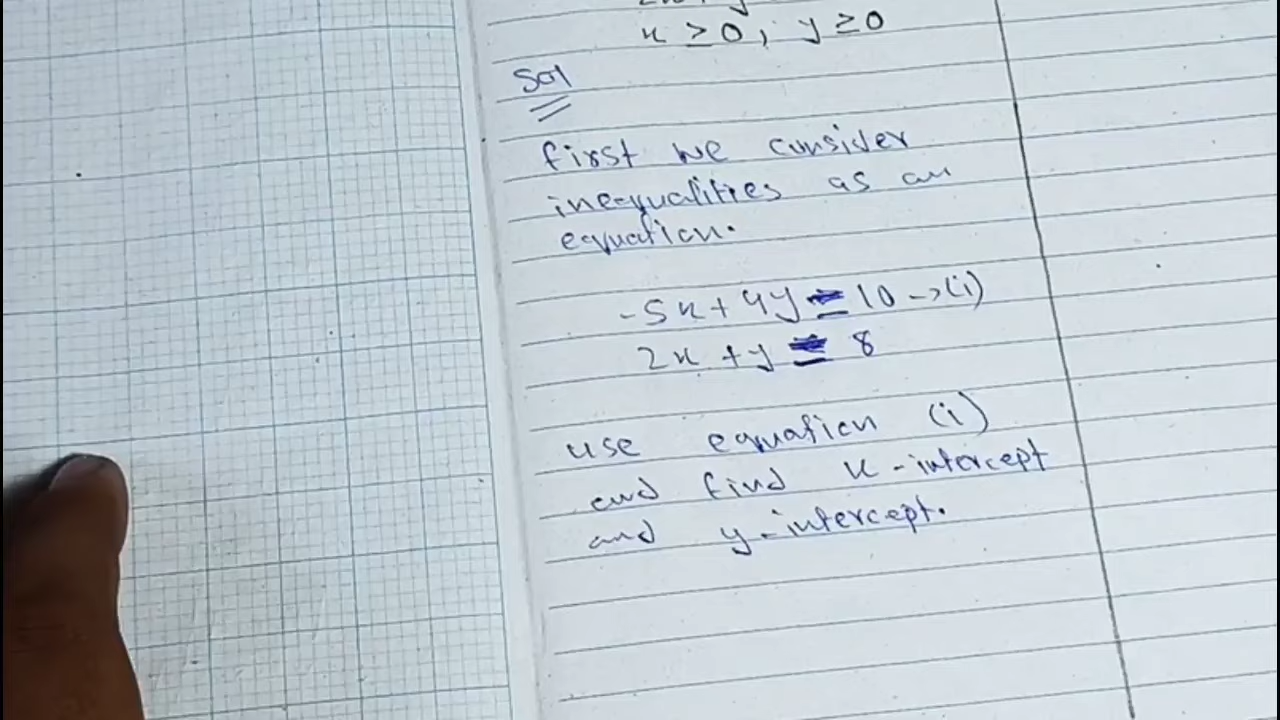 x ≥ 0, y ≥ 0
Sol
first we consider
inequalities as an
equation.
-5x + 4y = 10 → (i)
2x + y = 8
use equation (i)
and find x-intercept
and y-intercept.